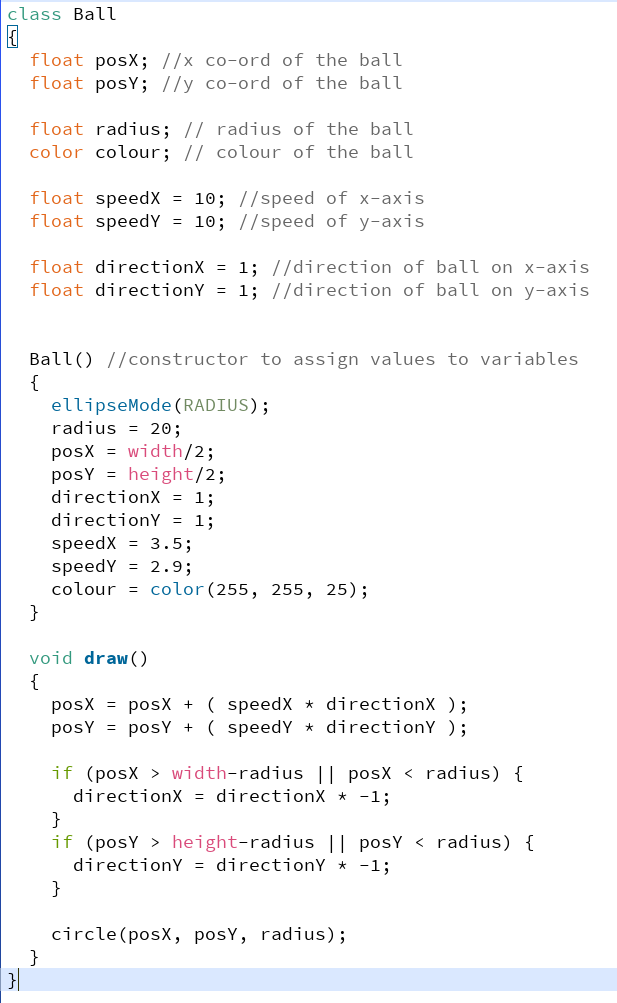 class Ball
{
  float posX; //x co-ord of the ball
  float posY; //y co-ord of the ball

  float radius; // radius of the ball
  color colour; // colour of the ball

  float speedX = 10; //speed of x-axis
  float speedY = 10; //speed of y-axis

  float directionX = 1; //direction of ball on x-axis
  float directionY = 1; //direction of ball on y-axis


  Ball() //constructor to assign values to variables
  {
    ellipseMode(RADIUS);
    radius = 20;
    posX = width/2;
    posY = height/2;
    directionX = 1;
    directionY = 1;
    speedX = 3.5;
    speedY = 2.9;
    colour = color(255, 255, 25);
  }

  void draw()
  {
    posX = posX + ( speedX * directionX );
    posY = posY + ( speedY * directionY );

    if (posX > width-radius || posX < radius) {
      directionX = directionX * -1;
    }
    if (posY > height-radius || posY < radius) {
      directionY = directionY * -1;
    }

    circle(posX, posY, radius);
  }
}